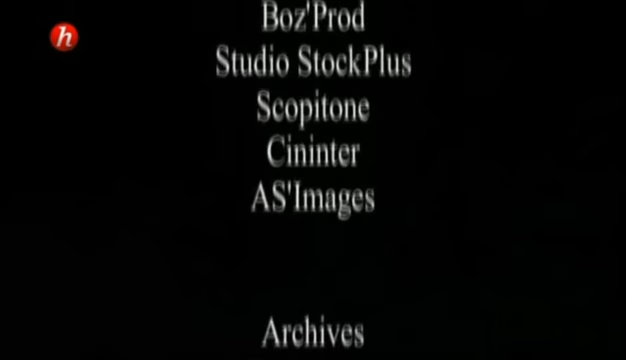 h
Boz'Prod
Studio StockPlus
Scopitone
Cininter
AS'Images
Archives